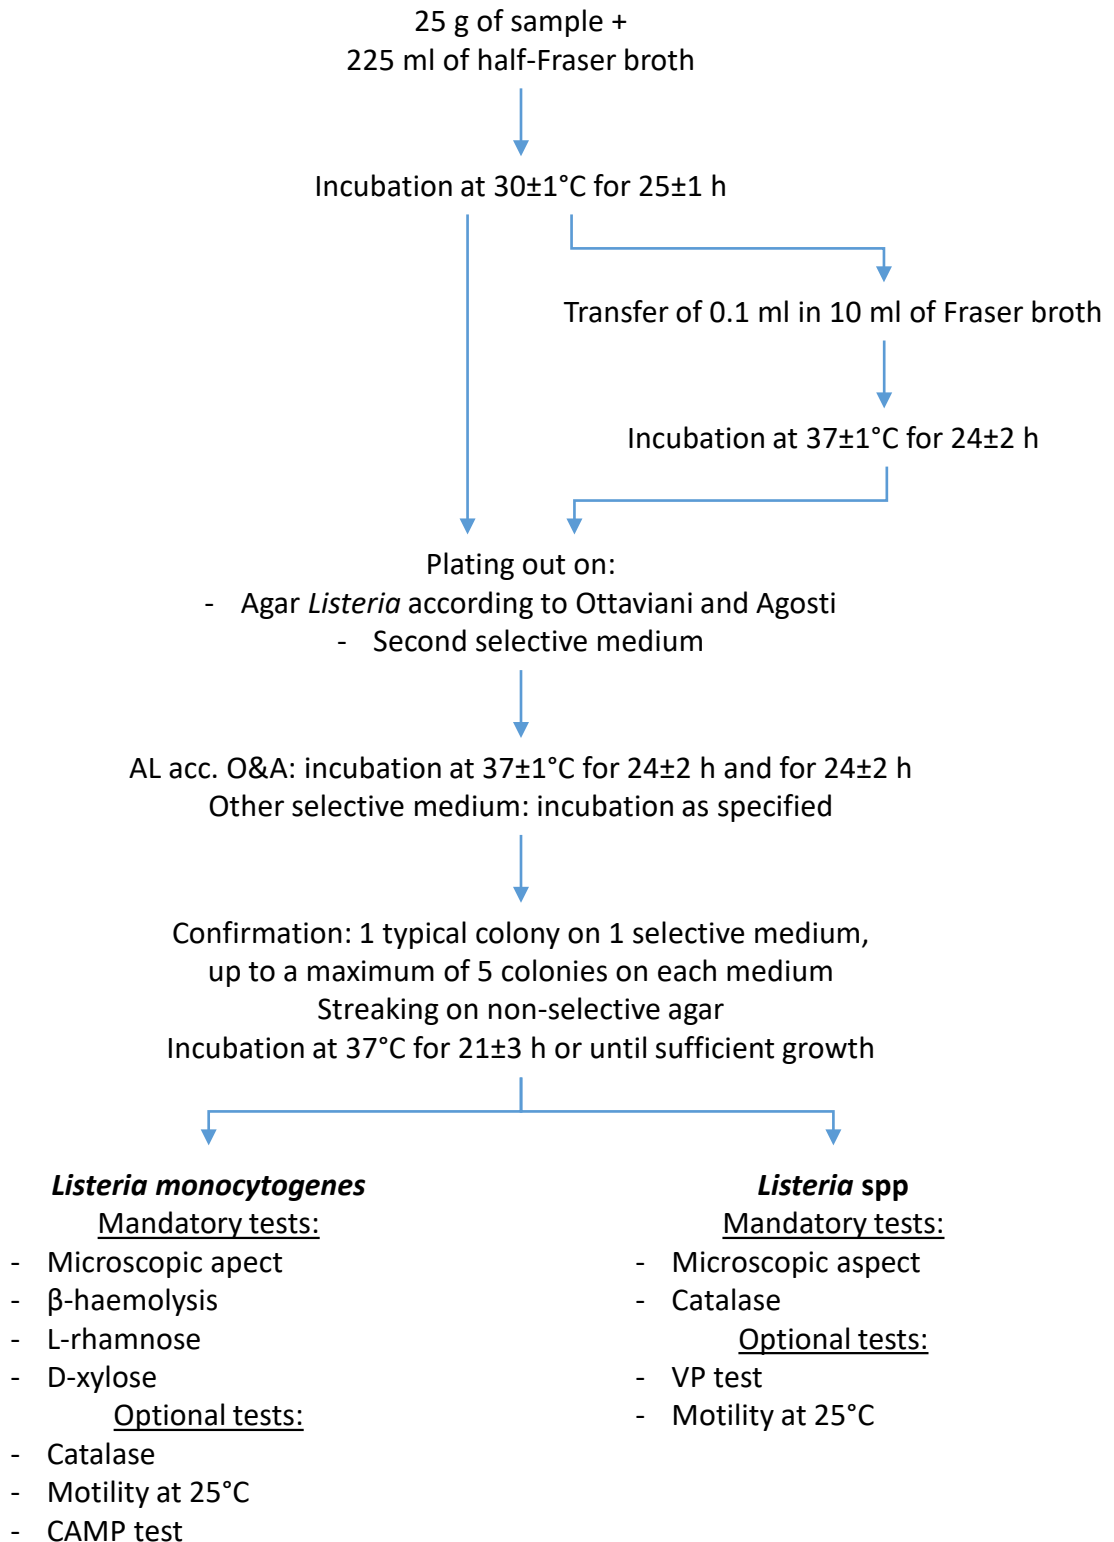 25 g of sample +
225 ml of half-Fraser broth
Incubation at 30±1°C for 25±1 h
Transfer of 0.1 ml in 10 ml of Fraser broth
Incubation at 37±1°C for 24±2 h
Plating out on:
- Agar Listeria according to Ottaviani and Agosti
- Second selective medium
AL acc. O&A: incubation at 37±1°C for 24±2 h and for 24±2 h
Other selective medium: incubation as specified
Confirmation: 1 typical colony on 1 selective medium,
up to a maximum of 5 colonies on each medium
Streaking on non-selective agar
Incubation at 37°C for 21±3 h or until sufficient growth
Listeria monocytogenes
Mandatory tests:
- Microscopic apect
- β-haemolysis
- L-rhamnose
- D-xylose
Optional tests:
- Catalase
- Motility at 25°C
- CAMP test
Listeria spp
Mandatory tests:
- Microscopic aspect
- Catalase
Optional tests:
- VP test
- Motility at 25°C